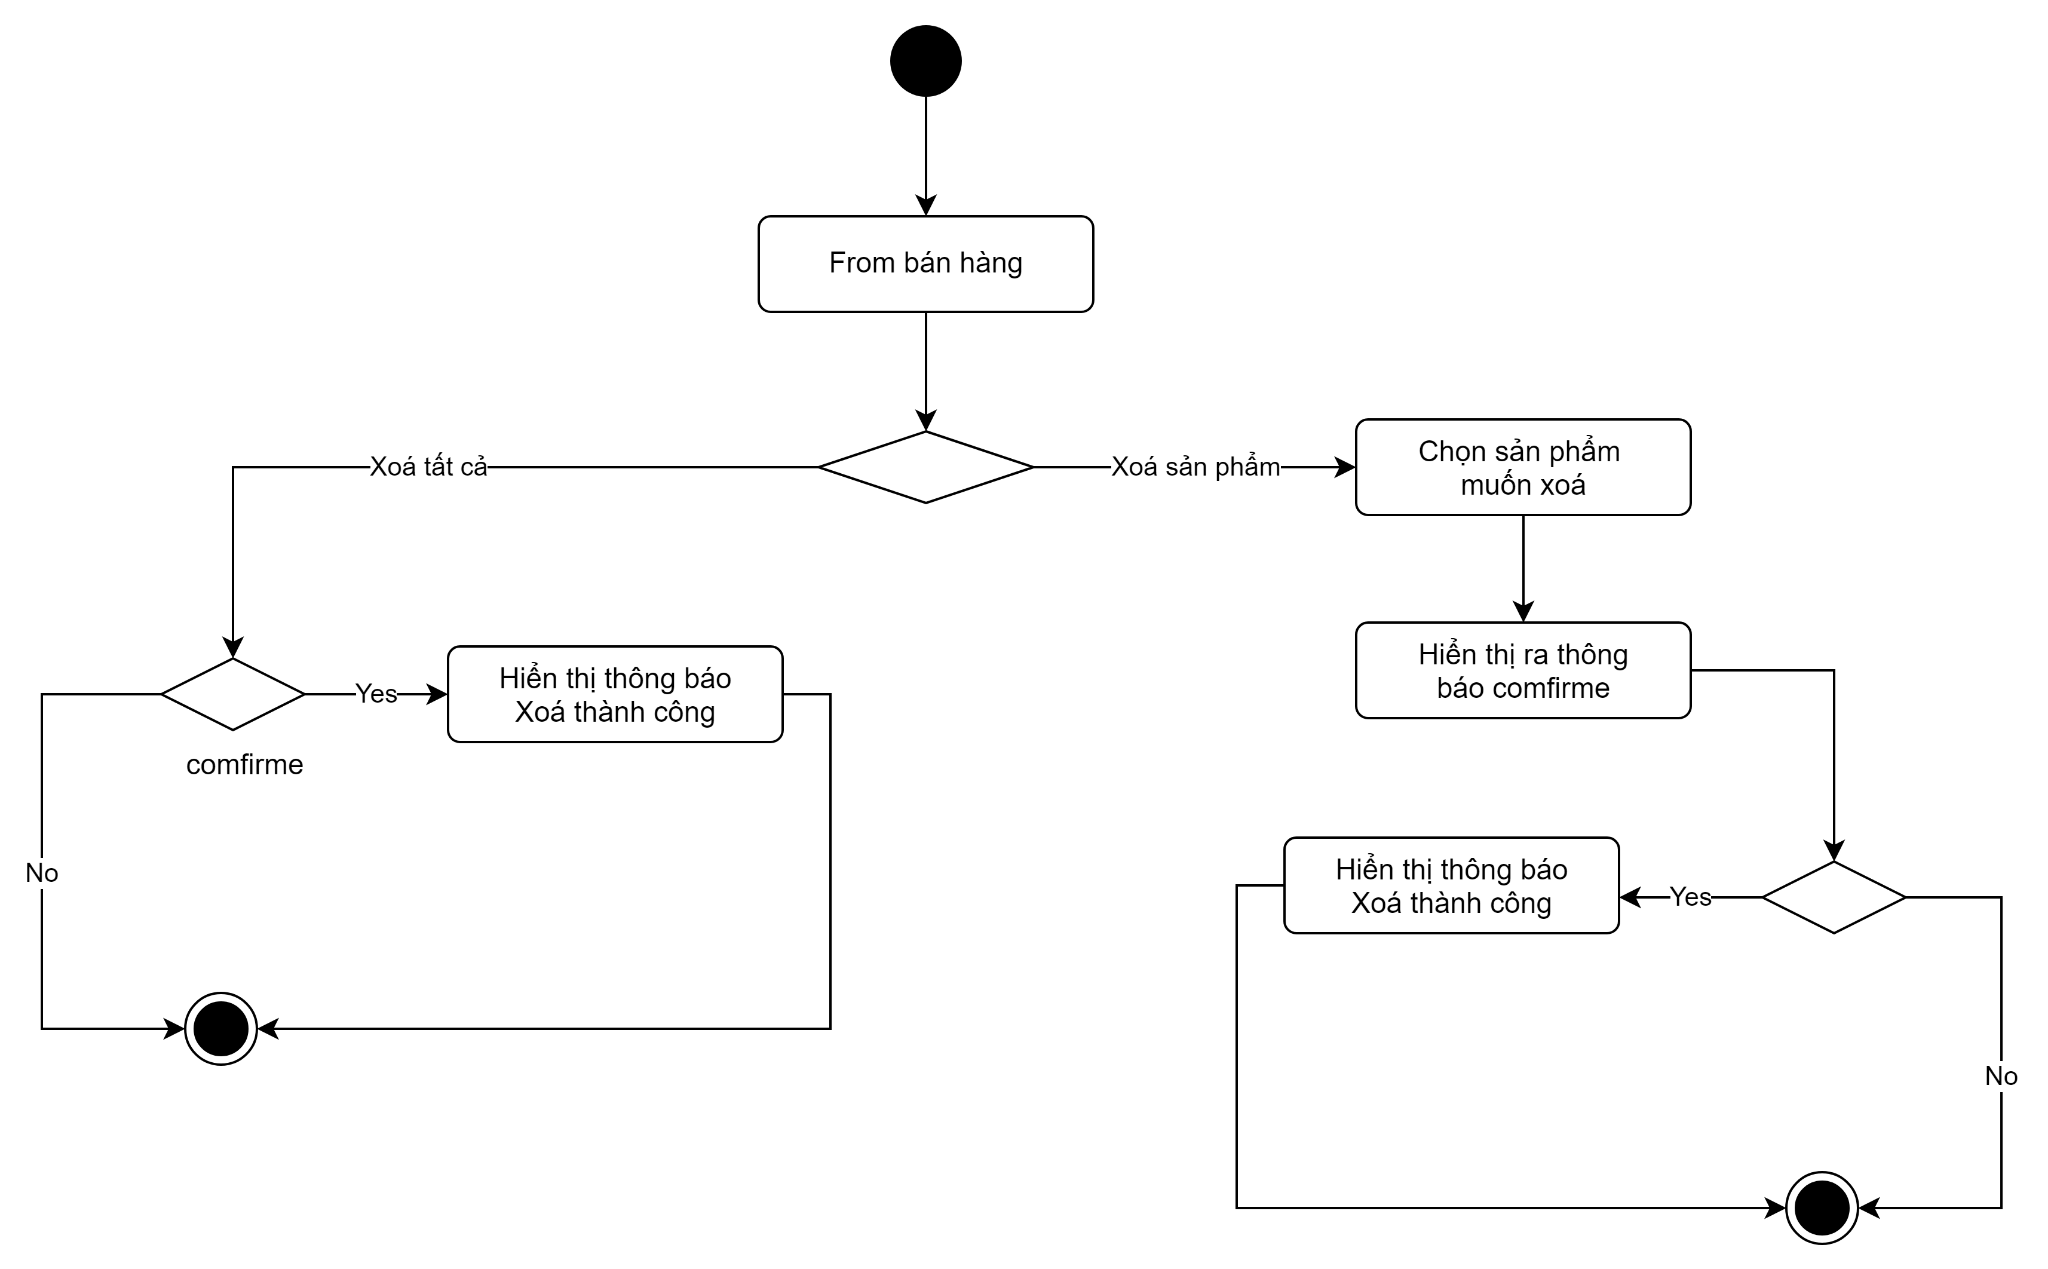 From bán hàng
Xoá tất cả
Xoá sản phẩm
Chọn sản phẩm
muốn xoá
Hiển thị ra thông
báo comfirme
Yes
Hiển thị thông báo
Xoá thành công
comfirme
No
Hiển thị thông báo
Xoá thành công
Yes
No